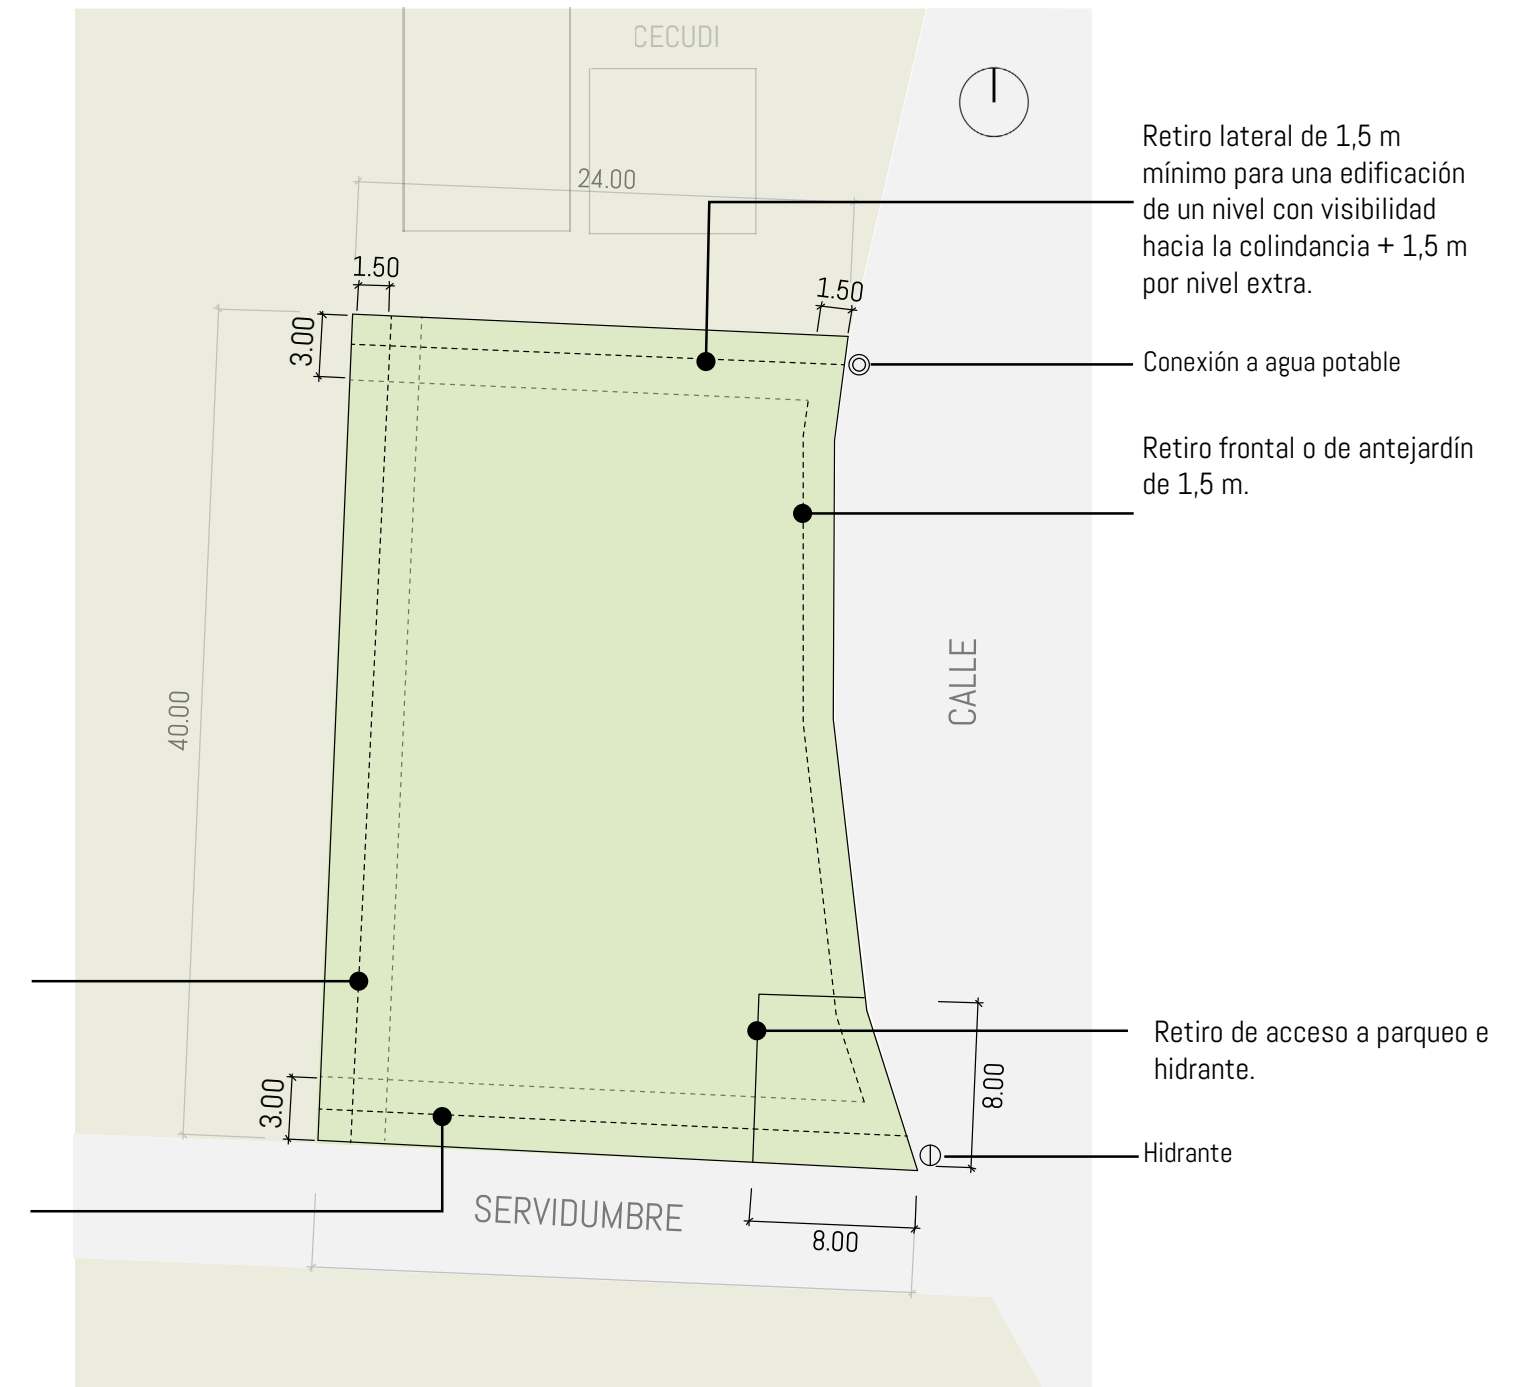 CECUDI
Retiro lateral de 1,5 m
mínimo para una edificación
de un nivel con visibilidad
hacia la colindancia + 1,5 m
por nivel extra.
24.00
1.50
1.50
3.00
Conexión a agua potable
Retiro frontal o de antejardín
de 1,5 m.
CALLE
40.00
Retiro de acceso a parqueo e
hidrante.
8.00
3.00
Hidrante
SERVIDUMBRE
8.00